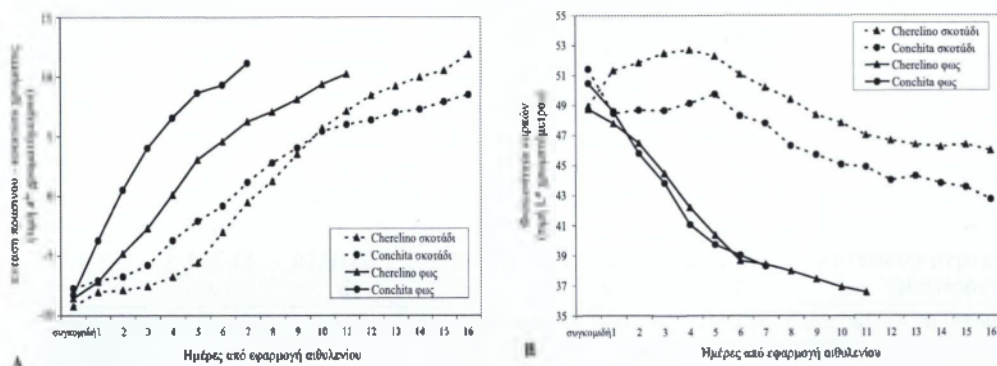 15
10
5
0
-5
-10
συγκομιδή 1 2 3 4 5 6 7 8 9 10 11 12 13 14 15 16
Ημέρες από εφαρμογή αιθυλενίου
Cherelino σκοτάδι
Conchita σκοτάδι
Cherelino φως
Conchita φως
A
55
53
51
49
47
45
43
41
39
37
35
συγκομιδή 1 2 3 4 5 6 7 8 9 10 11 12 13 14 15 16
Ημέρες από εφαρμογή αιθυλενίου
Cherelino σκοτάδι
Conchita σκοτάδι
Cherelino φως
Conchita φως
B